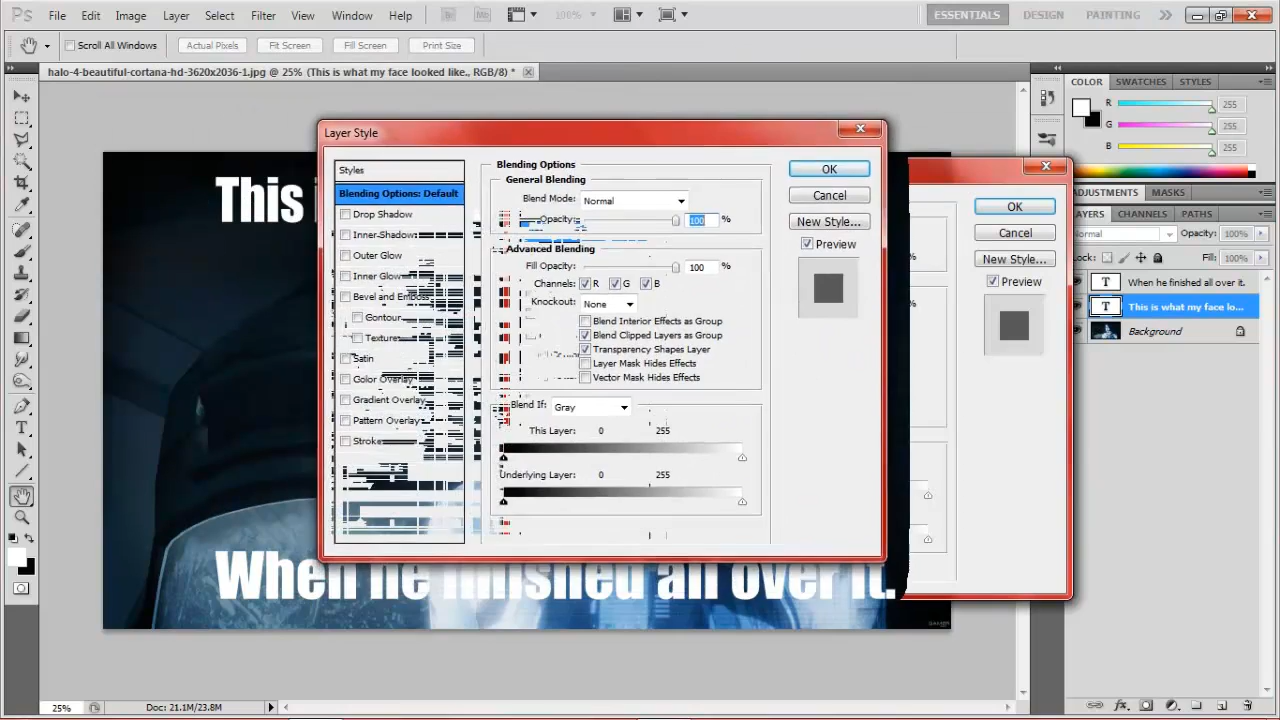 Ps File Edit Image Layer Select Filter View Window Help 100% ESSENTIALS DESIGN PAINTING
Scroll All Windows Actual Pixels Fit Screen Fill Screen Print Size
halo-4-beautiful-cortana-hd-3620x2036-1.jpg @ 25% (This is what my face looked like., RGB/8) *
COLOR SWATCHES STYLES
R 255
G 255
B 255
Layer Style
Styles
Blending Options: Default
Drop Shadow
Inner Shadow
Outer Glow
Inner Glow
Bevel and Emboss
Contour
Texture
Satin
Color Overlay
Gradient Overlay
Pattern Overlay
Stroke
Blending Options
General Blending
Blend Mode: Normal
Opacity: 100 %
Advanced Blending
Fill Opacity: 100 %
Channels: R G B
Knockout: None
Blend Interior Effects as Group
Blend Clipped Layers as Group
Transparency Shapes Layer
Layer Mask Hides Effects
Vector Mask Hides Effects
Blend If: Gray
This Layer: 0 255
Underlying Layer: 0 255
OK
Cancel
New Style...
Preview
OK
Cancel
New Style...
Preview
%
%
ADJUSTMENTS MASKS
LAYERS CHANNELS PATHS
Normal Opacity: 100%
Lock: Fill: 100%
T When he finished all over it.
T This is what my face lo...
Background
This
When he finished all over it.
25% Doc: 21.1M/23.8M